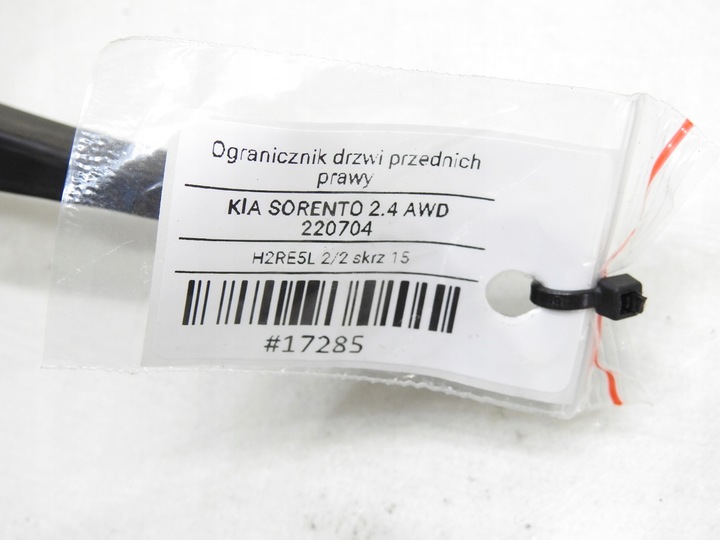 Ogranicznik drzwi przednich
prawy
KIA SORENTO 2.4 AWD
220704
H2RE5L 2/2 skrz 15
#17285